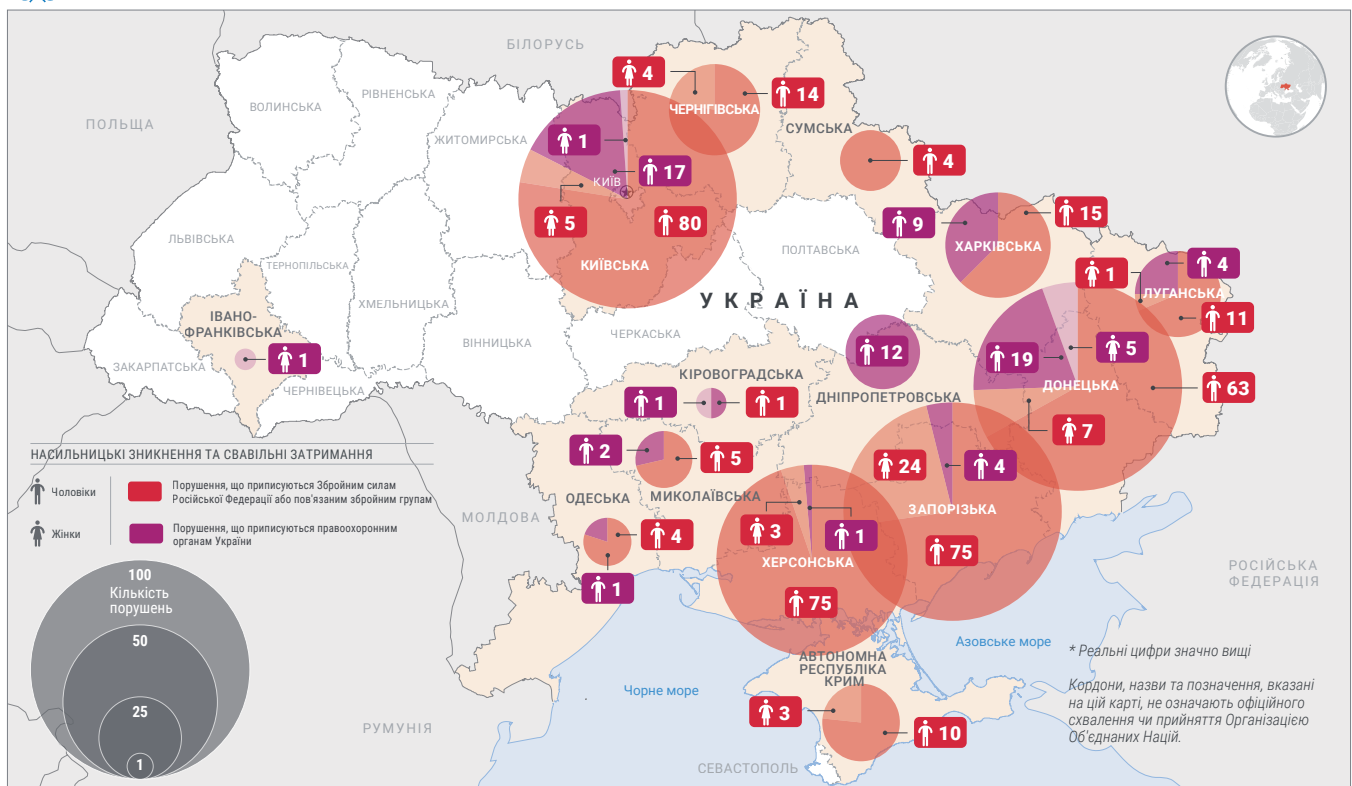 БІЛОРУСЬ
ПОЛЬЩА
ВОЛИНСЬКА
РІВНЕНСЬКА
ЖИТОМИРСЬКА
4
ЧЕРНІГІВСЬКА
14
СУМСЬКА
4
1
17
КИЇВ
5
80
КИЇВСЬКА
9
15
ХАРКІВСЬКА
ПОЛТАВСЬКА
ЛЬВІВСЬКА
ТЕРНОПІЛЬСЬКА
ХМЕЛЬНИЦЬКА
УКРАЇНА
1
4
ЛУГАНСЬКА
11
ІВАНО-
ФРАНКІВСЬКА
1
ЗАКАРПАТСЬКА
ЧЕРНІВЕЦЬКА
ВІННИЦЬКА
ЧЕРКАСЬКА
12
ДНІПРОПЕТРОВСЬКА
19
5
ДОНЕЦЬКА
63
7
КІРОВОГРАДСЬКА
1
1
2
5
МИКОЛАЇВСЬКА
24
4
ЗАПОРІЗЬКА
75
ОДЕСЬКА
4
1
МОЛДОВА
3
1
ХЕРСОНСЬКА
75
РОСІЙСЬКА
ФЕДЕРАЦІЯ
НАСИЛЬНИЦЬКІ ЗНИКНЕННЯ ТА СВАВІЛЬНІ ЗАТРИМАННЯ
Чоловіки
Порушення, що приписуються Збройним силам
Російської Федерації або пов'язаним збройним групам
Жінки
Порушення, що приписуються правоохоронним
органам України
100
Кількість
порушень
50
25
1
РУМУНІЯ
Чорне море
Азовське море
АВТОНОМНА
РЕСПУБЛІКА
КРИМ
3
10
СЕВАСТОПОЛЬ
* Реальні цифри значно вищі
Кордони, назви та позначення, вказані
на цій карті, не означають офіційного
схвалення чи прийняття Організацією
Об'єднаних Націй.